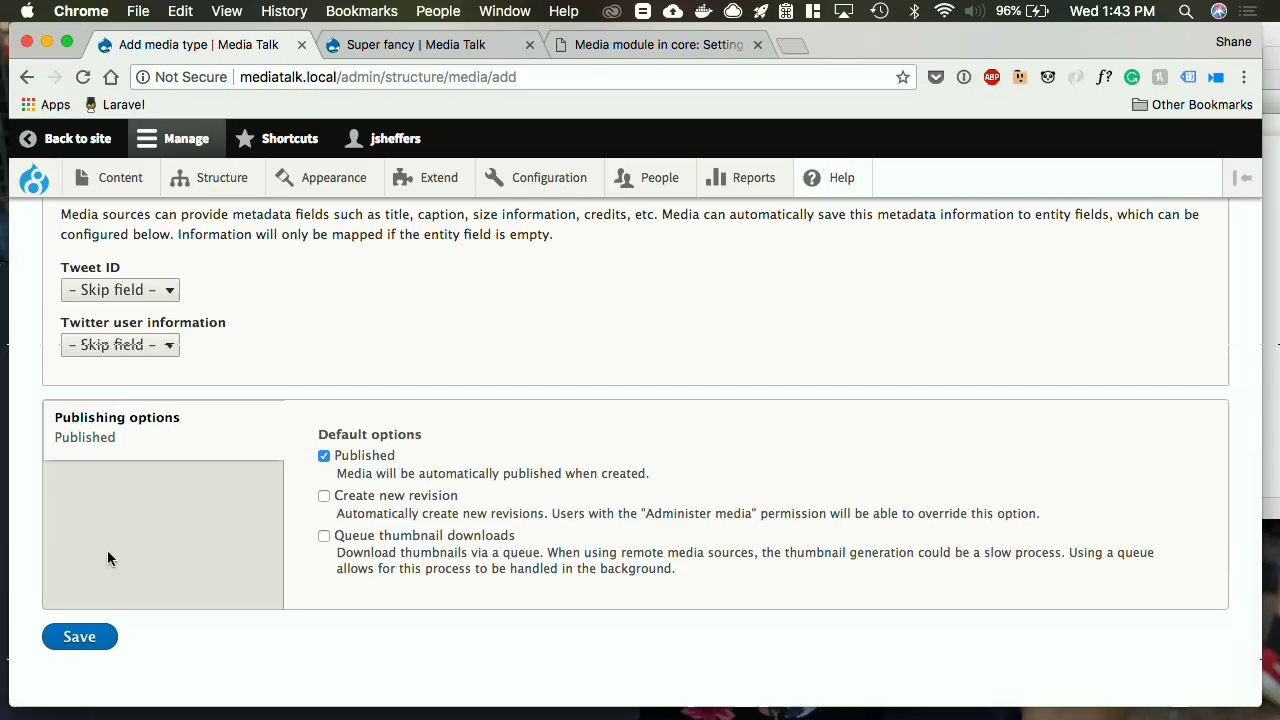 Chrome File Edit View History Bookmarks People Window Help 96% Wed 1:43 PM
Add media type | Media Talk Super fancy | Media Talk Media module in core: Setting Shane
Not Secure mediatalk.local/admin/structure/media/add ABP f?
Apps Laravel Other Bookmarks
Back to site Manage Shortcuts jsheffers
Content Structure Appearance Extend Configuration People Reports Help
Media sources can provide metadata fields such as title, caption, size information, credits, etc. Media can automatically save this metadata information to entity fields, which can be
configured below. Information will only be mapped if the entity field is empty.
Tweet ID
- Skip field -
Twitter user information
- Skip field -
Publishing options
Published
Default options
Published
Media will be automatically published when created.
Create new revision
Automatically create new revisions. Users with the "Administer media" permission will be able to override this option.
Queue thumbnail downloads
Download thumbnails via a queue. When using remote media sources, the thumbnail generation could be a slow process. Using a queue
allows for this process to be handled in the background.
Save